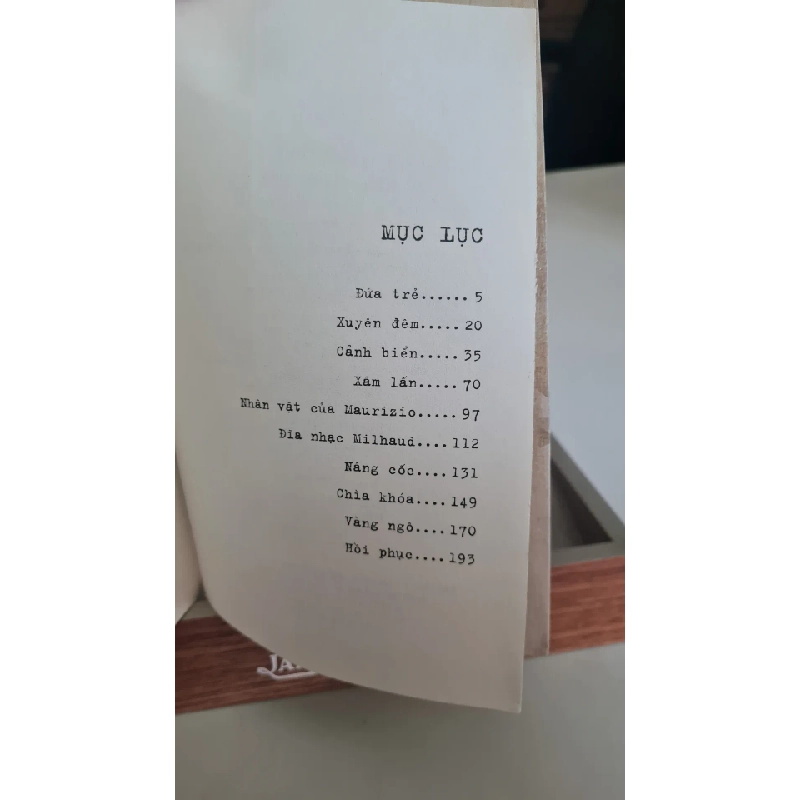 MỤC LỤC
Đứa trẻ...... 5
Xuyên đêm..... 20
Cảnh biển..... 35
Xâm lấn..... 70
Nhân vật của Maurizio..... 97
Đĩa nhạc Milhaud.... 112
Nâng cốc.... 131
Chìa khóa.... 149
Vàng ngô.... 170
Hồi phục.... 193